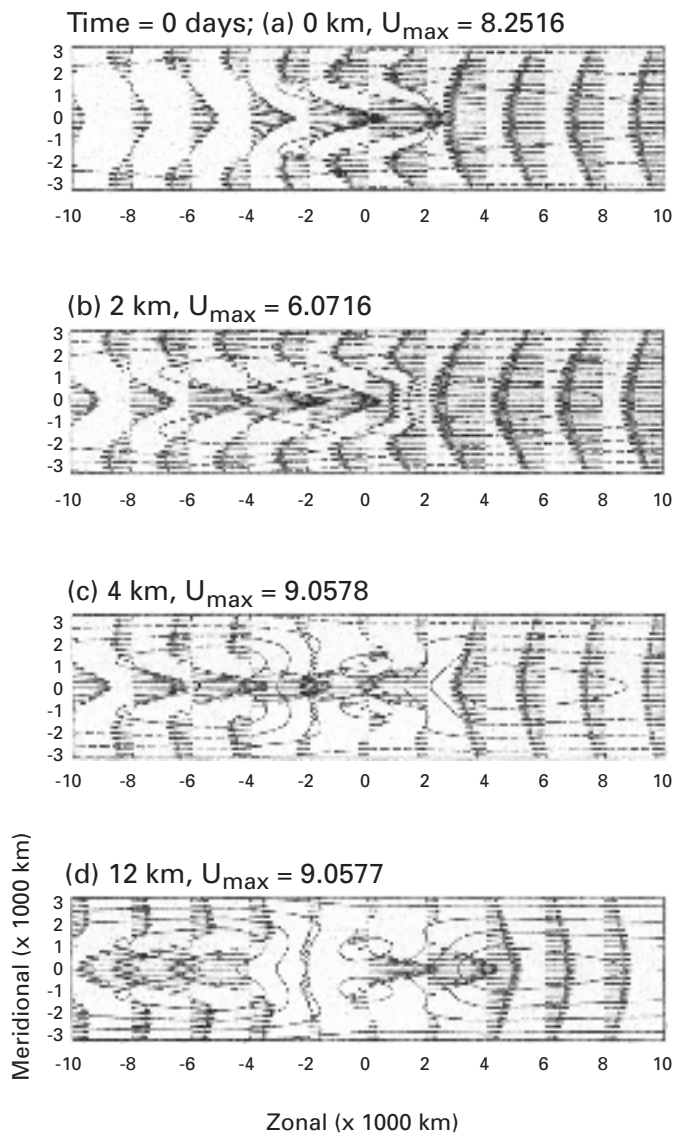 Time = 0 days; (a) 0 km, Umax = 8.2516
3
2
1
0
-1
-2
-3
-10 -8 -6 -4 -2 0 2 4 6 8 10
(b) 2 km, Umax = 6.0716
3
2
1
0
-1
-2
-3
-10 -8 -6 -4 -2 0 2 4 6 8 10
(c) 4 km, Umax = 9.0578
3
2
1
0
-1
-2
-3
-10 -8 -6 -4 -2 0 2 4 6 8 10
(d) 12 km, Umax = 9.0577
3
2
1
0
-1
-2
-3
-10 -8 -6 -4 -2 0 2 4 6 8 10
Meridional (x 1000 km)
Zonal (x 1000 km)